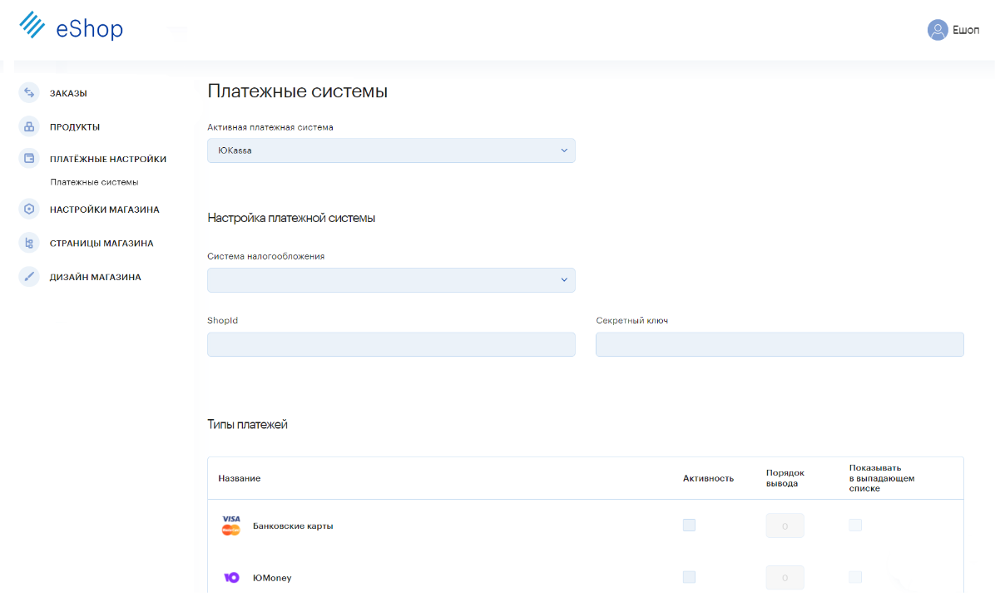 eShop
Ешоп
ЗАКАЗЫ
ПРОДУКТЫ
ПЛАТЁЖНЫЕ НАСТРОЙКИ
Платежные системы
НАСТРОЙКИ МАГАЗИНА
СТРАНИЦЫ МАГАЗИНА
ДИЗАЙН МАГАЗИНА
Платежные системы
Активная платежная система
ЮKassa
Настройка платежной системы
Система налогообложения
ShopId
Секретный ключ
Типы платежей
Название
Активность
Порядок
вывода
Показывать
в выпадающем
списке
VISA
Банковские карты
0
ЮMoney
0